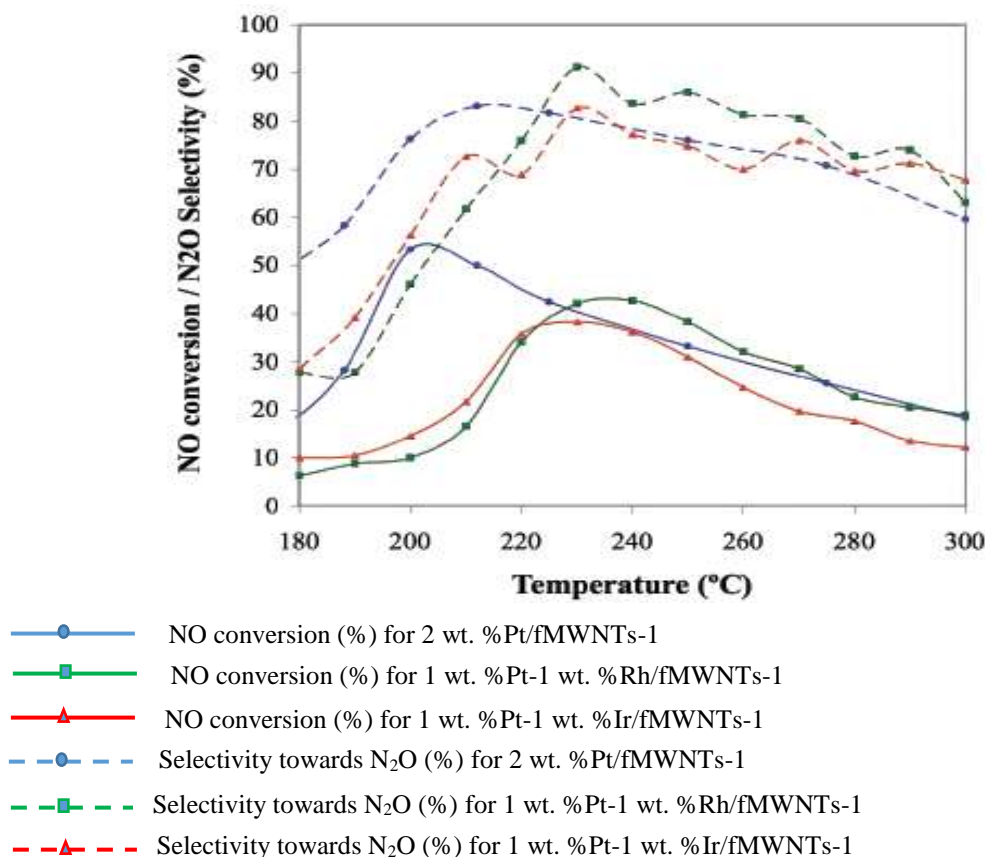 100
90
80
70
60
50
40
30
20
10
0
NO conversion / N2O Selectivity (%)
180 200 220 240 260 280 300
Temperature (ºC)
NO conversion (%) for 2 wt. %Pt/fMWNTs-1
NO conversion (%) for 1 wt. %Pt-1 wt. %Rh/fMWNTs-1
NO conversion (%) for 1 wt. %Pt-1 wt. %Ir/fMWNTs-1
Selectivity towards N₂O (%) for 2 wt. %Pt/fMWNTs-1
Selectivity towards N₂O (%) for 1 wt. %Pt-1 wt. %Rh/fMWNTs-1
Selectivity towards N₂O (%) for 1 wt. %Pt-1 wt. %Ir/fMWNTs-1